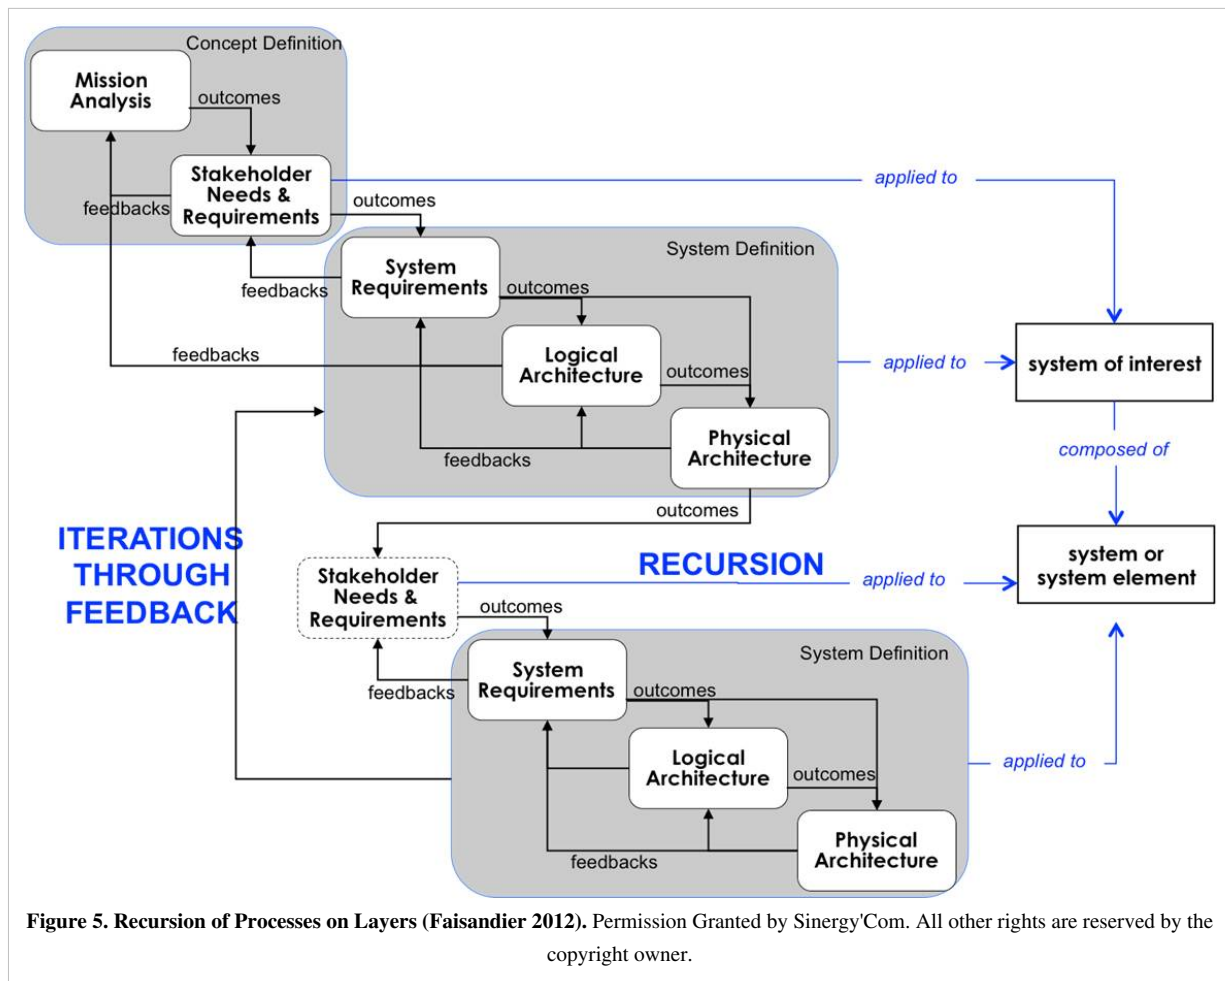 Concept Definition
Mission
Analysis
outcomes
Stakeholder
Needs &
Requirements
feedbacks
applied to
outcomes
System Definition
System
Requirements
feedbacks
outcomes
Logical
Architecture
feedbacks
outcomes
applied to
system of interest
Physical
Architecture
feedbacks
composed of
outcomes
ITERATIONS
THROUGH
FEEDBACK
RECURSION
Stakeholder
Needs &
Requirements
applied to
system or
system element
outcomes
System Definition
System
Requirements
feedbacks
outcomes
Logical
Architecture
outcomes
applied to
Physical
Architecture
feedbacks
Figure 5. Recursion of Processes on Layers (Faisandier 2012). Permission Granted by Sinergy'Com. All other rights are reserved by the
copyright owner.